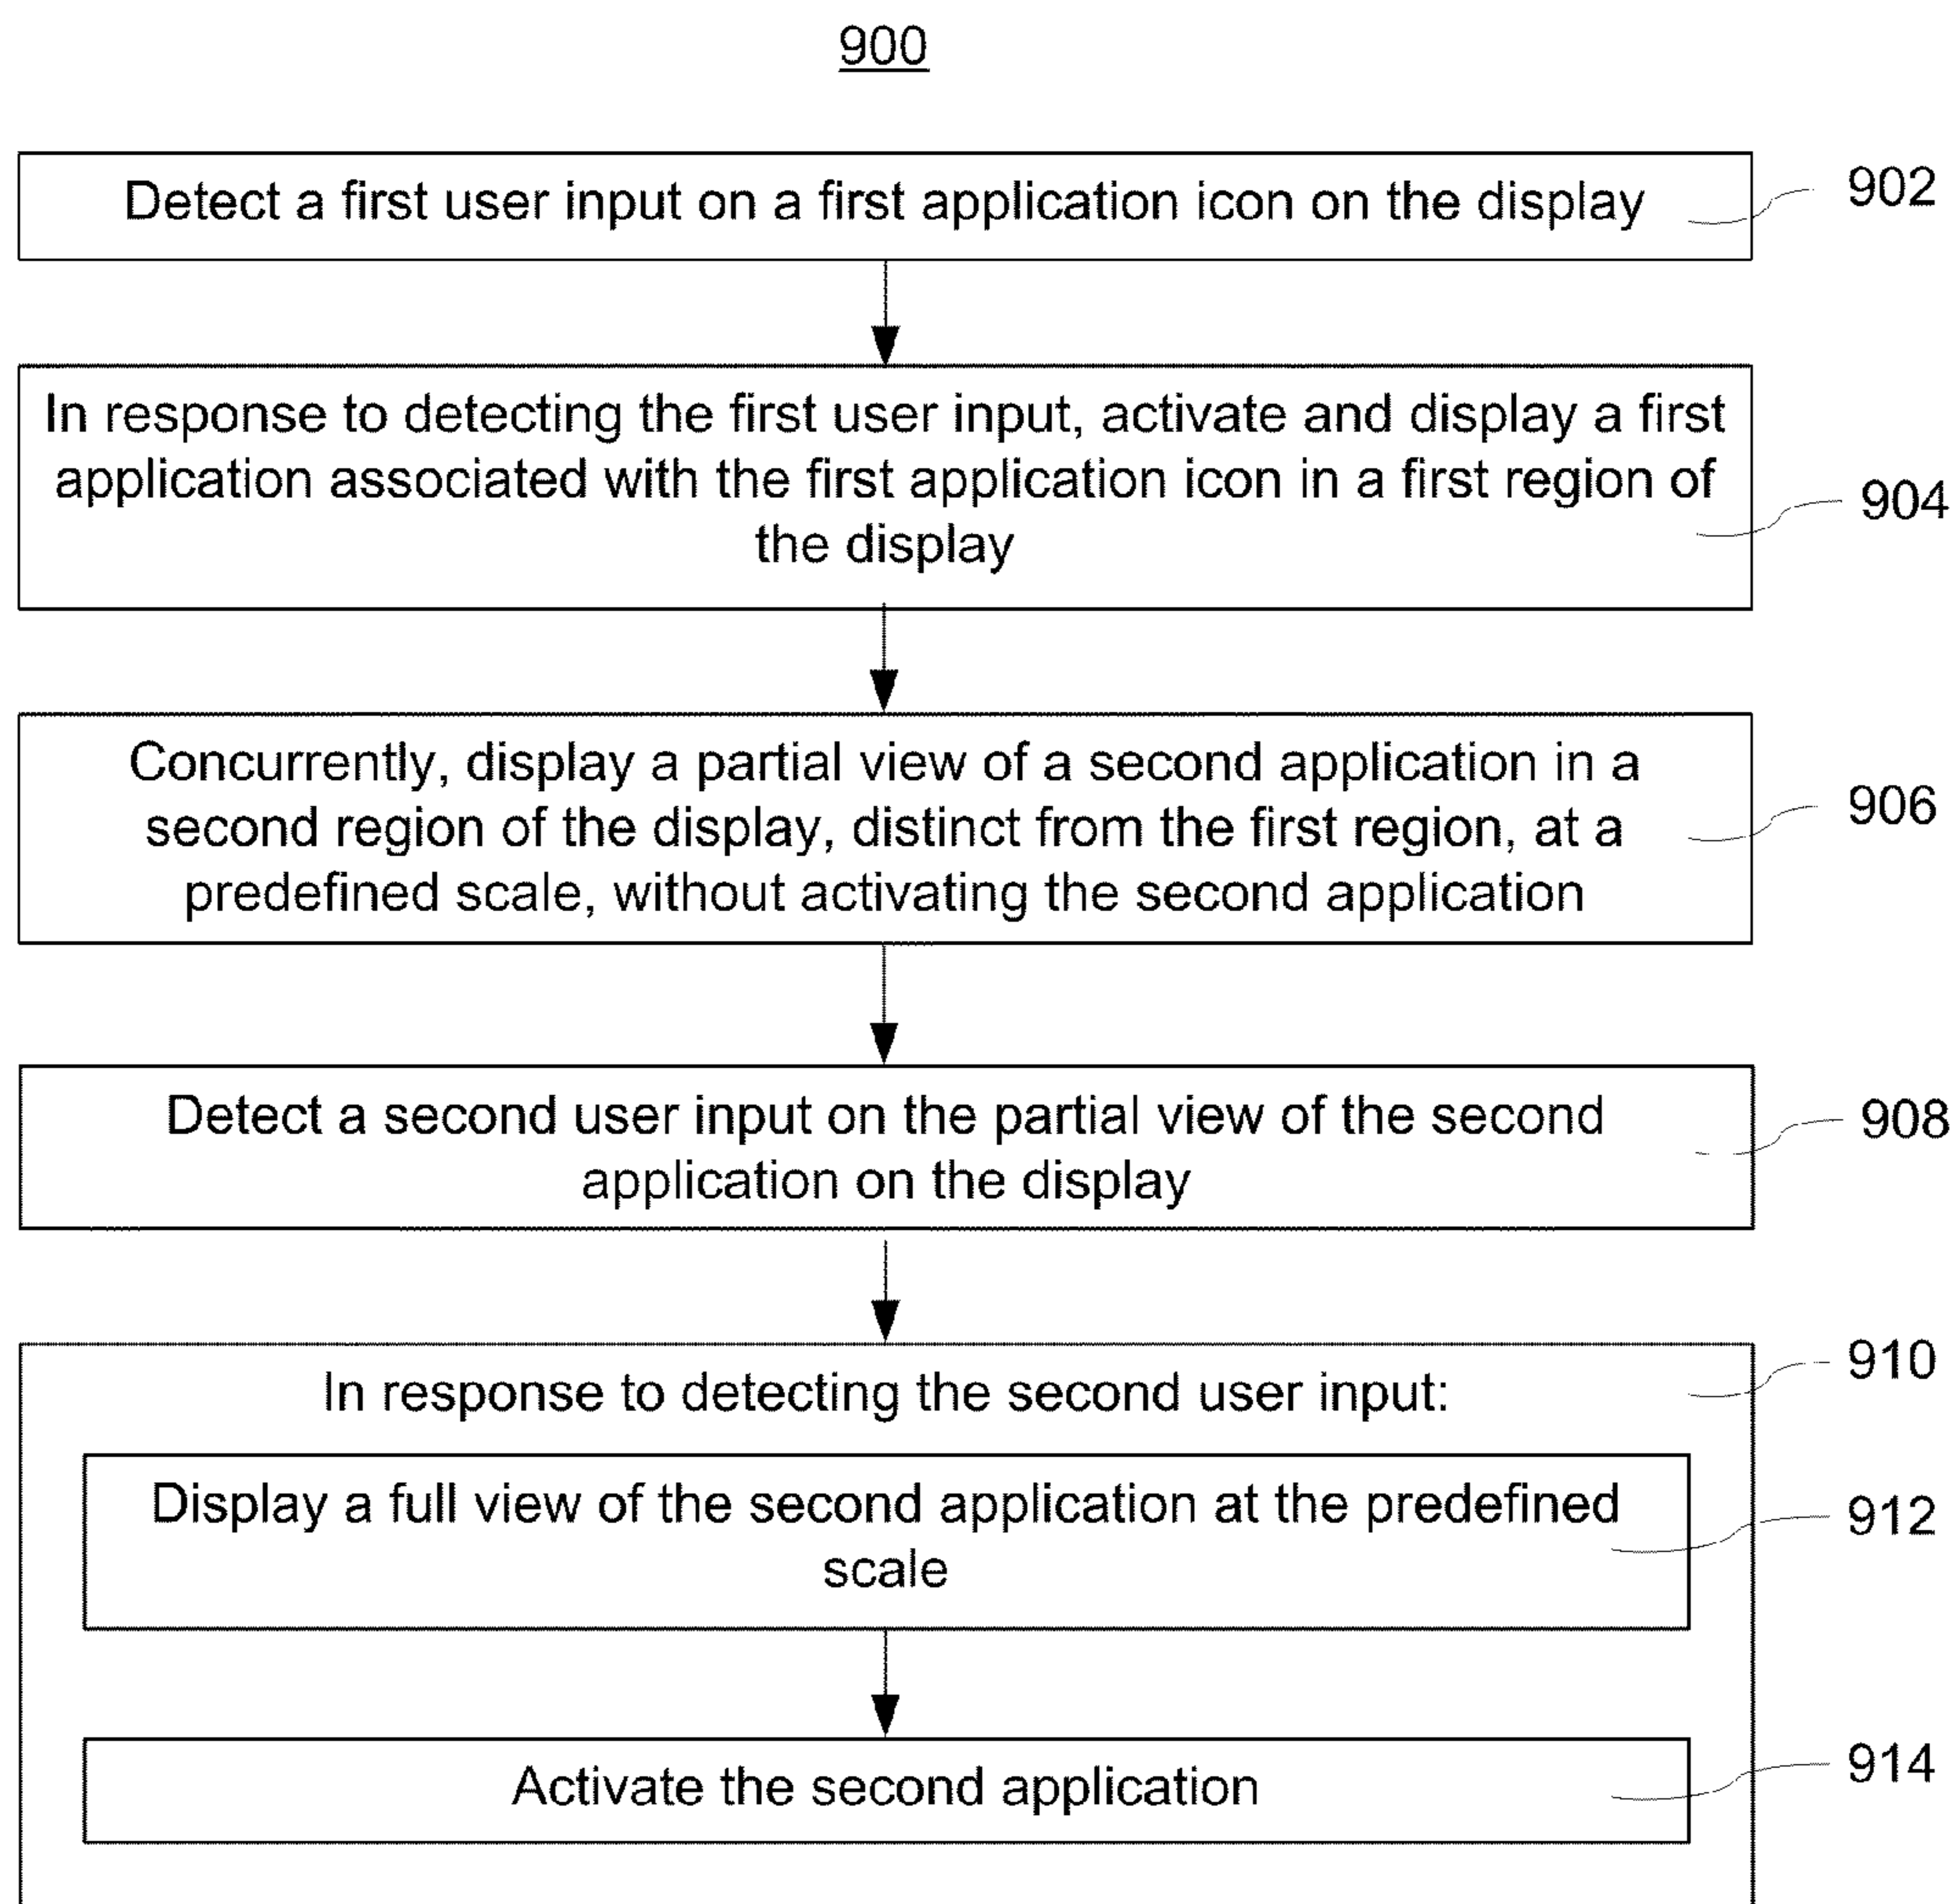 900
Detect a first user input on a first application icon on the display
902
In response to detecting the first user input, activate and display a first
application associated with the first application icon in a first region of
the display
904
Concurrently, display a partial view of a second application in a
second region of the display, distinct from the first region, at a
predefined scale, without activating the second application
906
Detect a second user input on the partial view of the second
application on the display
908
In response to detecting the second user input:
910
Display a full view of the second application at the predefined
scale
912
Activate the second application
914